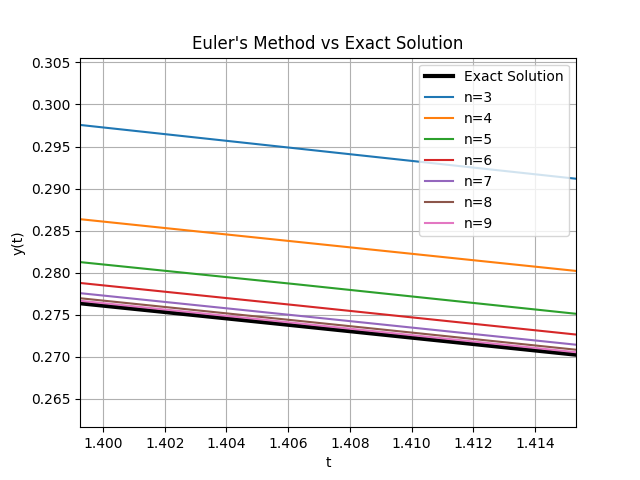 Euler's Method vs Exact Solution
0.305
0.300
0.295
0.290
0.285
0.280
0.275
0.270
0.265
y(t)
Exact Solution
n=3
n=4
n=5
n=6
n=7
n=8
n=9
1.400 1.402 1.404 1.406 1.408 1.410 1.412 1.414
t